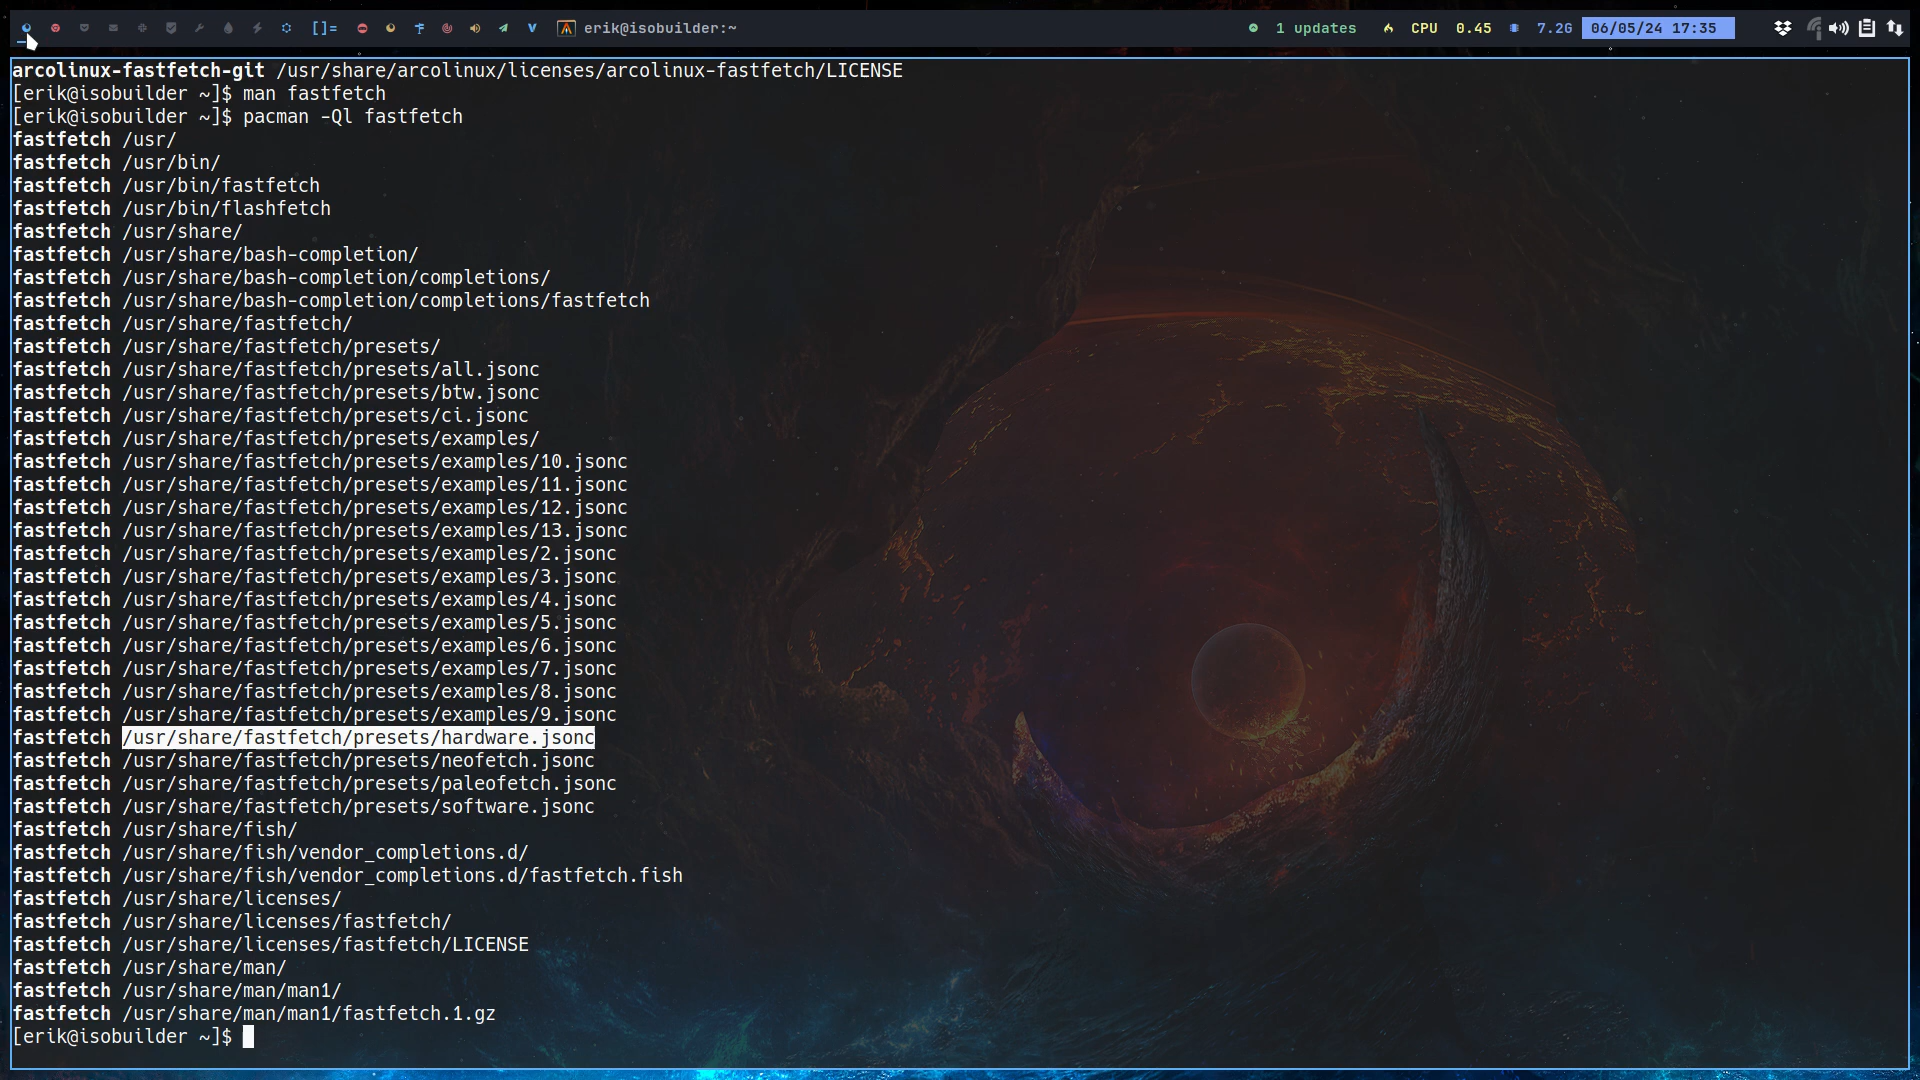 []= V erik@isobuilder:~ 1 updates CPU 0.45 7.2G 06/05/24 17:35
arcolinux-fastfetch-git /usr/share/arcolinux/licenses/arcolinux-fastfetch/LICENSE
[erik@isobuilder ~]$ man fastfetch
[erik@isobuilder ~]$ pacman -Ql fastfetch
fastfetch /usr/
fastfetch /usr/bin/
fastfetch /usr/bin/fastfetch
fastfetch /usr/bin/flashfetch
fastfetch /usr/share/
fastfetch /usr/share/bash-completion/
fastfetch /usr/share/bash-completion/completions/
fastfetch /usr/share/bash-completion/completions/fastfetch
fastfetch /usr/share/fastfetch/
fastfetch /usr/share/fastfetch/presets/
fastfetch /usr/share/fastfetch/presets/all.jsonc
fastfetch /usr/share/fastfetch/presets/btw.jsonc
fastfetch /usr/share/fastfetch/presets/ci.jsonc
fastfetch /usr/share/fastfetch/presets/examples/
fastfetch /usr/share/fastfetch/presets/examples/10.jsonc
fastfetch /usr/share/fastfetch/presets/examples/11.jsonc
fastfetch /usr/share/fastfetch/presets/examples/12.jsonc
fastfetch /usr/share/fastfetch/presets/examples/13.jsonc
fastfetch /usr/share/fastfetch/presets/examples/2.jsonc
fastfetch /usr/share/fastfetch/presets/examples/3.jsonc
fastfetch /usr/share/fastfetch/presets/examples/4.jsonc
fastfetch /usr/share/fastfetch/presets/examples/5.jsonc
fastfetch /usr/share/fastfetch/presets/examples/6.jsonc
fastfetch /usr/share/fastfetch/presets/examples/7.jsonc
fastfetch /usr/share/fastfetch/presets/examples/8.jsonc
fastfetch /usr/share/fastfetch/presets/examples/9.jsonc
fastfetch /usr/share/fastfetch/presets/hardware.jsonc
fastfetch /usr/share/fastfetch/presets/neofetch.jsonc
fastfetch /usr/share/fastfetch/presets/paleofetch.jsonc
fastfetch /usr/share/fastfetch/presets/software.jsonc
fastfetch /usr/share/fish/
fastfetch /usr/share/fish/vendor_completions.d/
fastfetch /usr/share/fish/vendor_completions.d/fastfetch.fish
fastfetch /usr/share/licenses/
fastfetch /usr/share/licenses/fastfetch/
fastfetch /usr/share/licenses/fastfetch/LICENSE
fastfetch /usr/share/man/
fastfetch /usr/share/man/man1/
fastfetch /usr/share/man/man1/fastfetch.1.gz
[erik@isobuilder ~]$